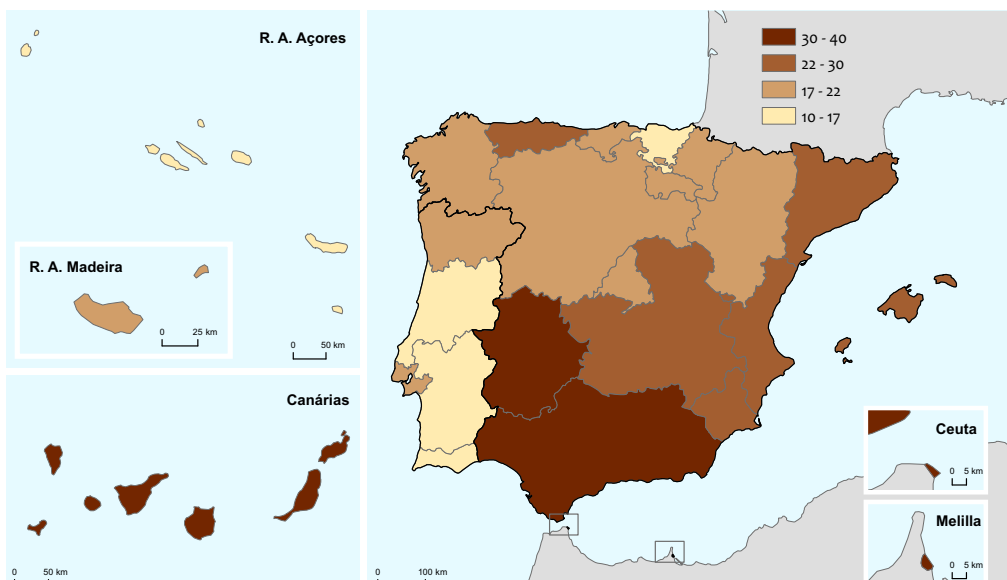 R. A. Açores
R. A. Madeira
0 25 km
0 50 km
Canárias
0 50 km
30 - 40
22 - 30
17 - 22
10 - 17
Ceuta
0 5 km
Melilla
0 5 km
0 100 km